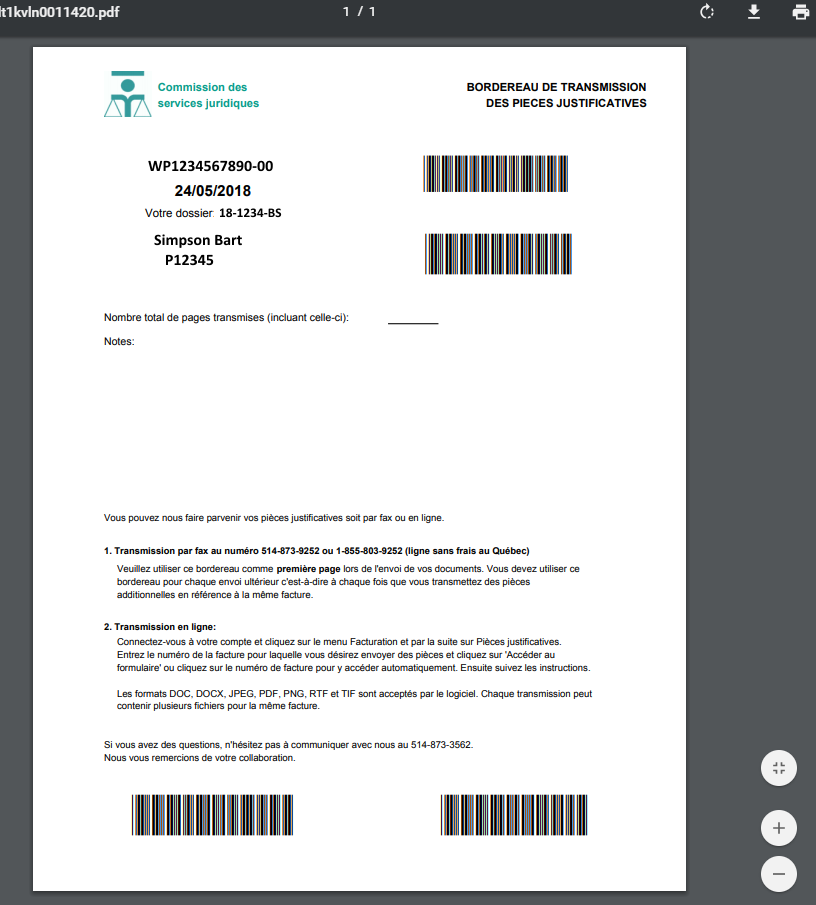 lt1kvln0011420.pdf
1 / 1
Commission des
services juridiques
BORDEREAU DE TRANSMISSION
DES PIECES JUSTIFICATIVES
WP1234567890-00
24/05/2018
Votre dossier 18-1234-BS
Simpson Bart
P12345
Nombre total de pages transmises (incluant celle-ci):
Notes:
Vous pouvez nous faire parvenir vos pièces justificatives soit par fax ou en ligne.
1. Transmission par fax au numéro 514-873-9252 ou 1-855-803-9252 (ligne sans frais au Québec)
Veuillez utiliser ce bordereau comme première page lors de l'envoi de vos documents. Vous devez utiliser ce
bordereau pour chaque envoi ultérieur c'est-à-dire à chaque fois que vous transmettez des pièces
additionnelles en référence à la même facture.
2. Transmission en ligne:
Connectez-vous à votre compte et cliquez sur le menu Facturation et par la suite sur Pièces justificatives.
Entrez le numéro de la facture pour laquelle vous désirez envoyer des pièces et cliquez sur 'Accéder au
formulaire' ou cliquez sur le numéro de facture pour y accéder automatiquement. Ensuite suivez les instructions.
Les formats DOC, DOCX, JPEG, PDF, PNG, RTF et TIF sont acceptés par le logiciel. Chaque transmission peut
contenir plusieurs fichiers pour la même facture.
Si vous avez des questions, n'hésitez pas à communiquer avec nous au 514-873-3562.
Nous vous remercions de votre collaboration.